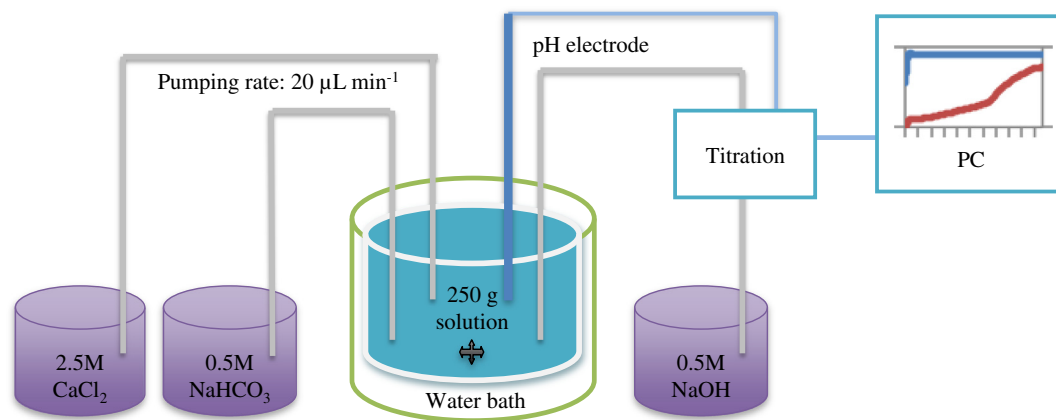 pH electrode
Pumping rate: 20 µL min⁻¹
Titration
PC
250 g
solution
2.5M
CaCl₂
0.5M
NaHCO₃
0.5M
NaOH
Water bath